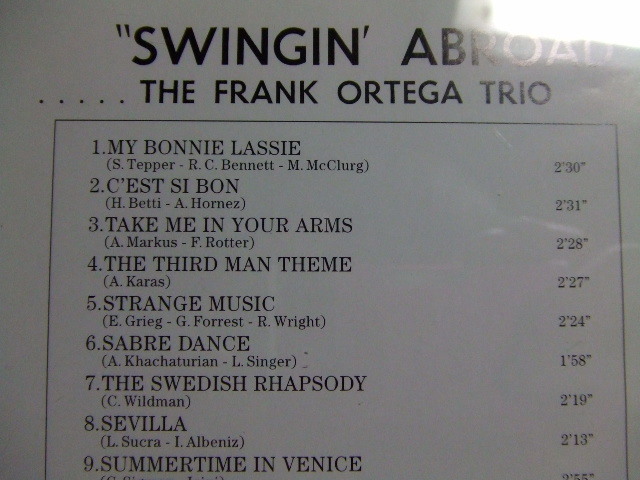 "SWINGIN' ABROAD
..... THE FRANK ORTEGA TRIO
1.MY BONNIE LASSIE
(S. Tepper - R. C. Bennett - M. McClurg) 2'30"
2.C'EST SI BON
(H. Betti - A. Hornez) 2'31"
3.TAKE ME IN YOUR ARMS
(A. Markus - F. Rotter) 2'28"
4.THE THIRD MAN THEME
(A. Karas) 2'27"
5.STRANGE MUSIC
(E. Grieg - G. Forrest - R. Wright) 2'24"
6.SABRE DANCE
(A. Khachaturian - L. Singer) 1'58"
7.THE SWEDISH RHAPSODY
(C. Wildman) 2'19"
8.SEVILLA
(L. Sucra - I. Albeniz) 2'13"
9.SUMMERTIME IN VENICE
2'55"